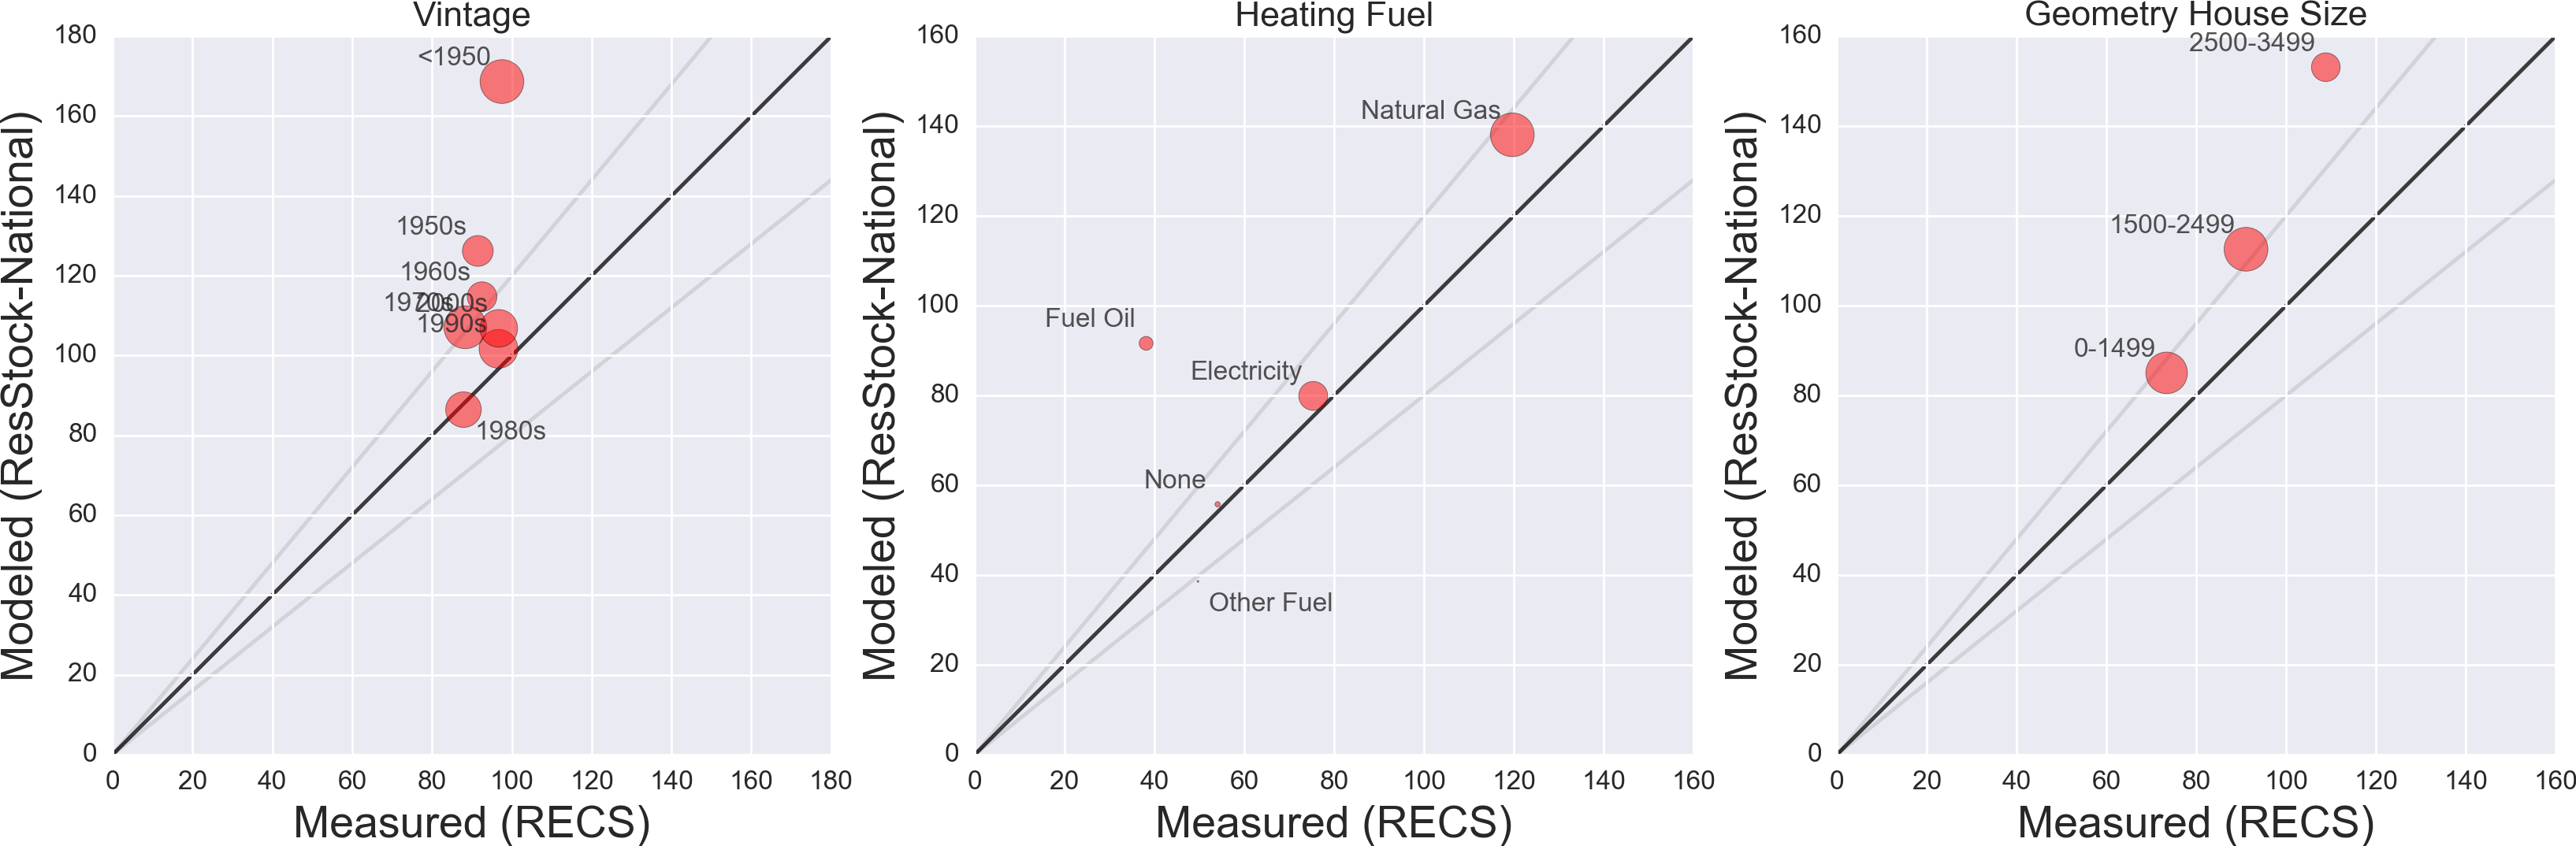 Vintage
180
160
140
120
100
80
60
40
20
0
<1950
1950s
1960s
1970s
2000s
1990s
1980s
0 20 40 60 80 100 120 140 160 180
Measured (RECS)
Modeled (ResStock-National)
Heating Fuel
160
140
120
100
80
60
40
20
0
Natural Gas
Fuel Oil
Electricity
None
Other Fuel
0 20 40 60 80 100 120 140 160
Measured (RECS)
Modeled (ResStock-National)
Geometry House Size
160
140
120
100
80
60
40
20
0
2500-3499
1500-2499
0-1499
0 20 40 60 80 100 120 140 160
Measured (RECS)
Modeled (ResStock-National)